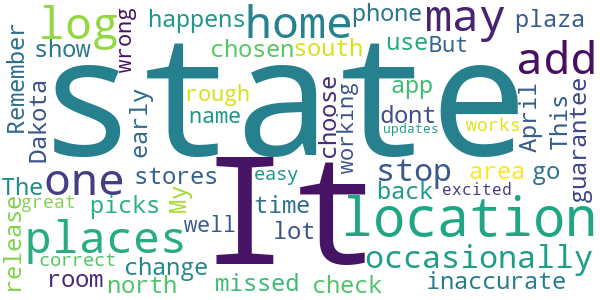 log happens home phone may plaza
wrong
Remember show chosen south use But add
Dakota state
early rough name choose app dont working April This
updates works
guarantee
The one stores easy stop area go
It
back excited
release great picks My well time lot location
places
correct room change north missed check occasionally
inaccurate